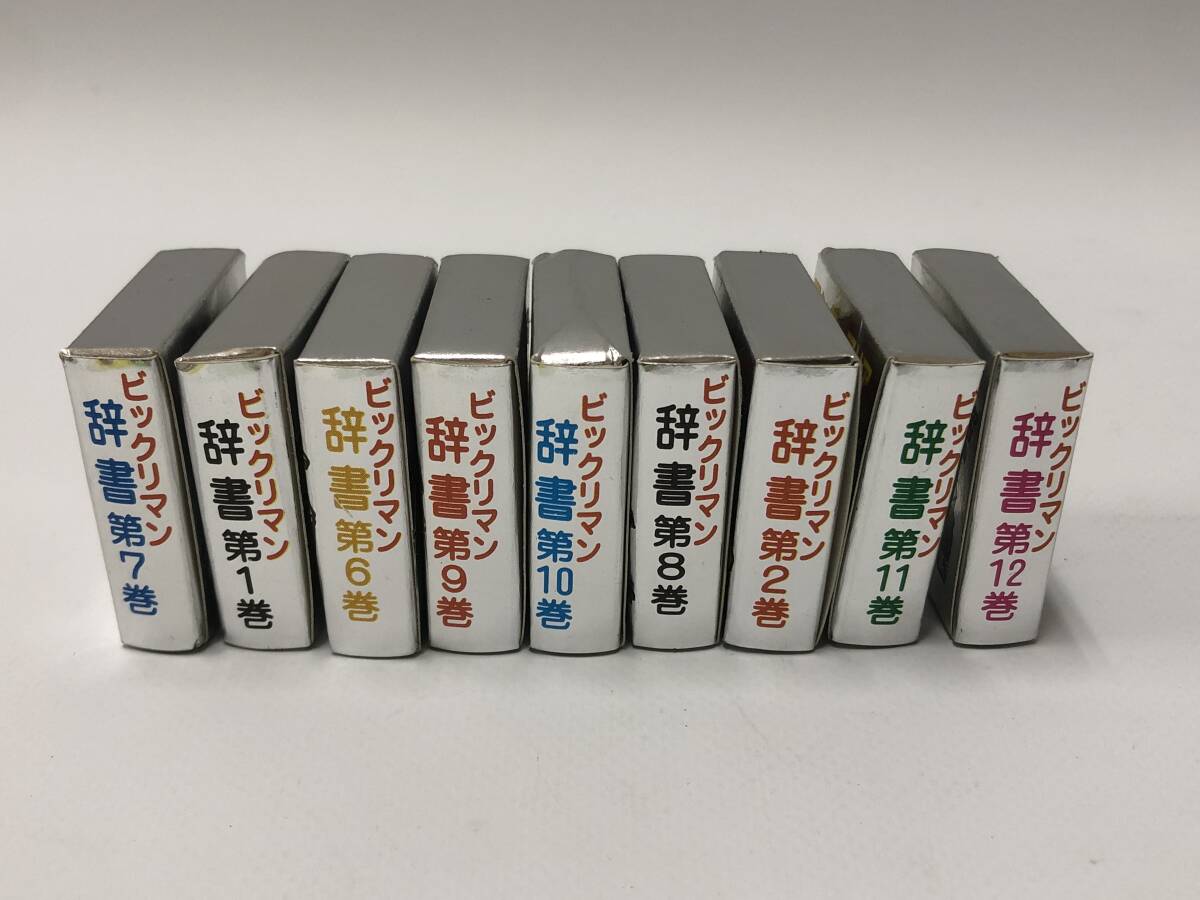 ビックリマン
辞書第7巻
ビックリマン
辞書第1巻
ビックリマン
辞書第6巻
ビックリマン
辞書第9巻
ビックリマン
辞書第10巻
ビックリマン
辞書第8巻
ビックリマン
辞書第2巻
ビックリマン
辞書第11巻
ビックリマン
辞書第12巻